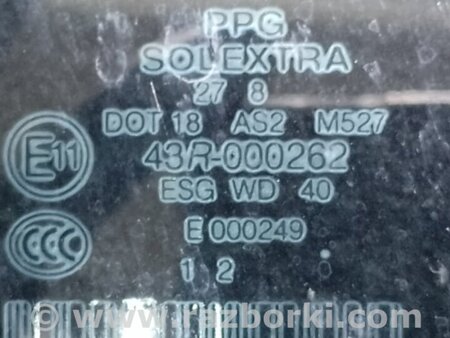 PPG
SOLEXTRA
27 8
DOT 18 AS2 M527
E11 43R-000262
ESG WD 40
CCC E 000249
1 2
© www.razborki.com